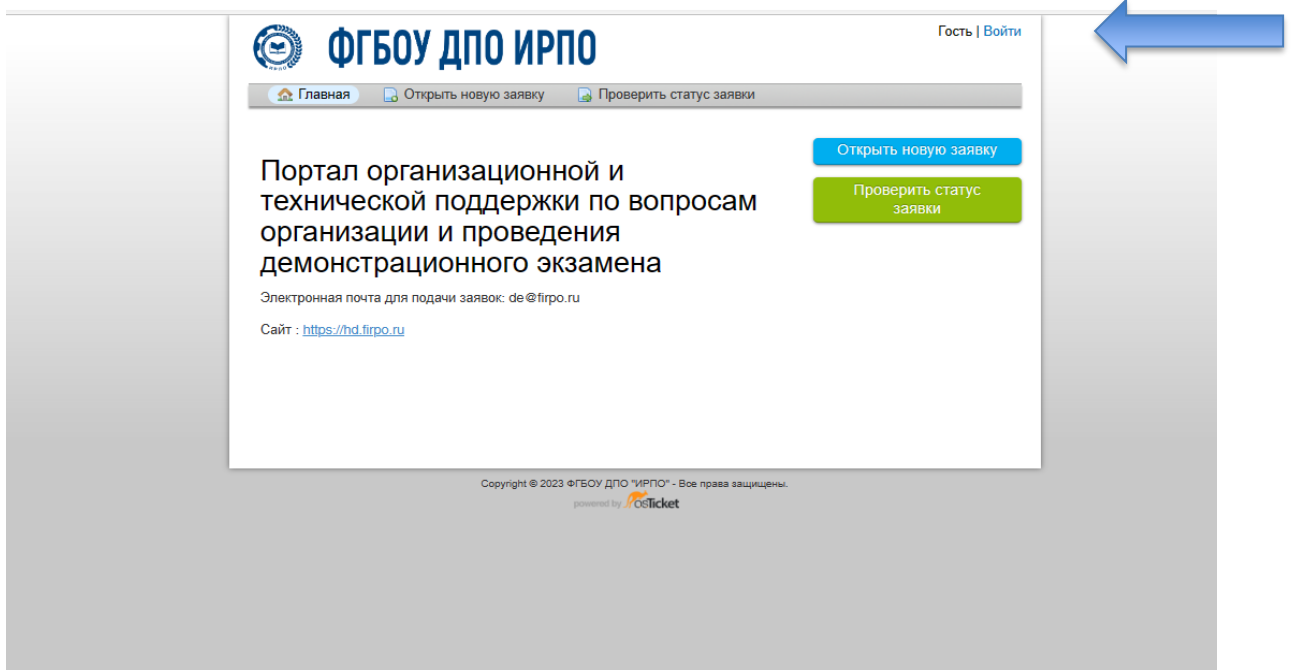 ФГБОУ ДПО ИРПО
Гость | Войти
Главная Открыть новую заявку Проверить статус заявки
Портал организационной и
технической поддержки по вопросам
организации и проведения
демонстрационного экзамена
Электронная почта для подачи заявок: de@firpo.ru
Сайт : https://hd.firpo.ru
Открыть новую заявку
Проверить статус
заявки
Copyright © 2023 ФГБОУ ДПО "ИРПО" - Все права защищены.
powered by osTicket